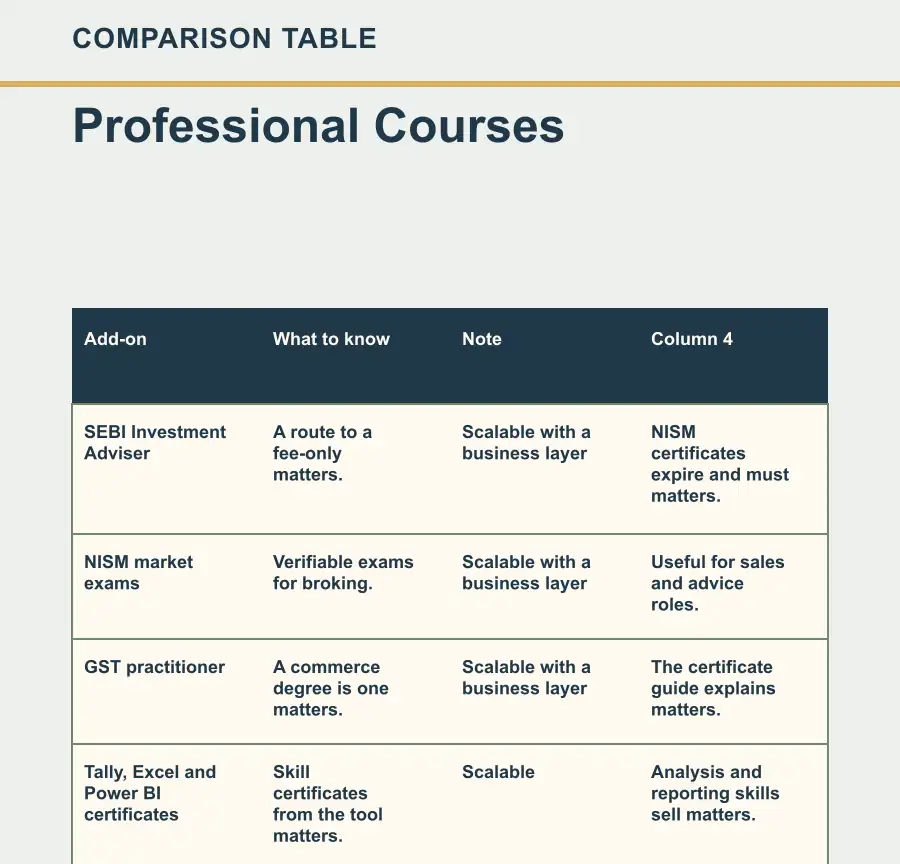 COMPARISON TABLE
Professional Courses
Add-on
What to know
Note
Column 4
SEBI Investment
Adviser
A route to a
fee-only
matters.
Scalable with a
business layer
NISM
certificates
expire and must
matters.
NISM market
exams
Verifiable exams
for broking.
Scalable with a
business layer
Useful for sales
and advice
roles.
GST practitioner
A commerce
degree is one
matters.
Scalable with a
business layer
The certificate
guide explains
matters.
Tally, Excel and
Power BI
certificates
Skill
certificates
from the tool
matters.
Scalable
Analysis and
reporting skills
sell matters.